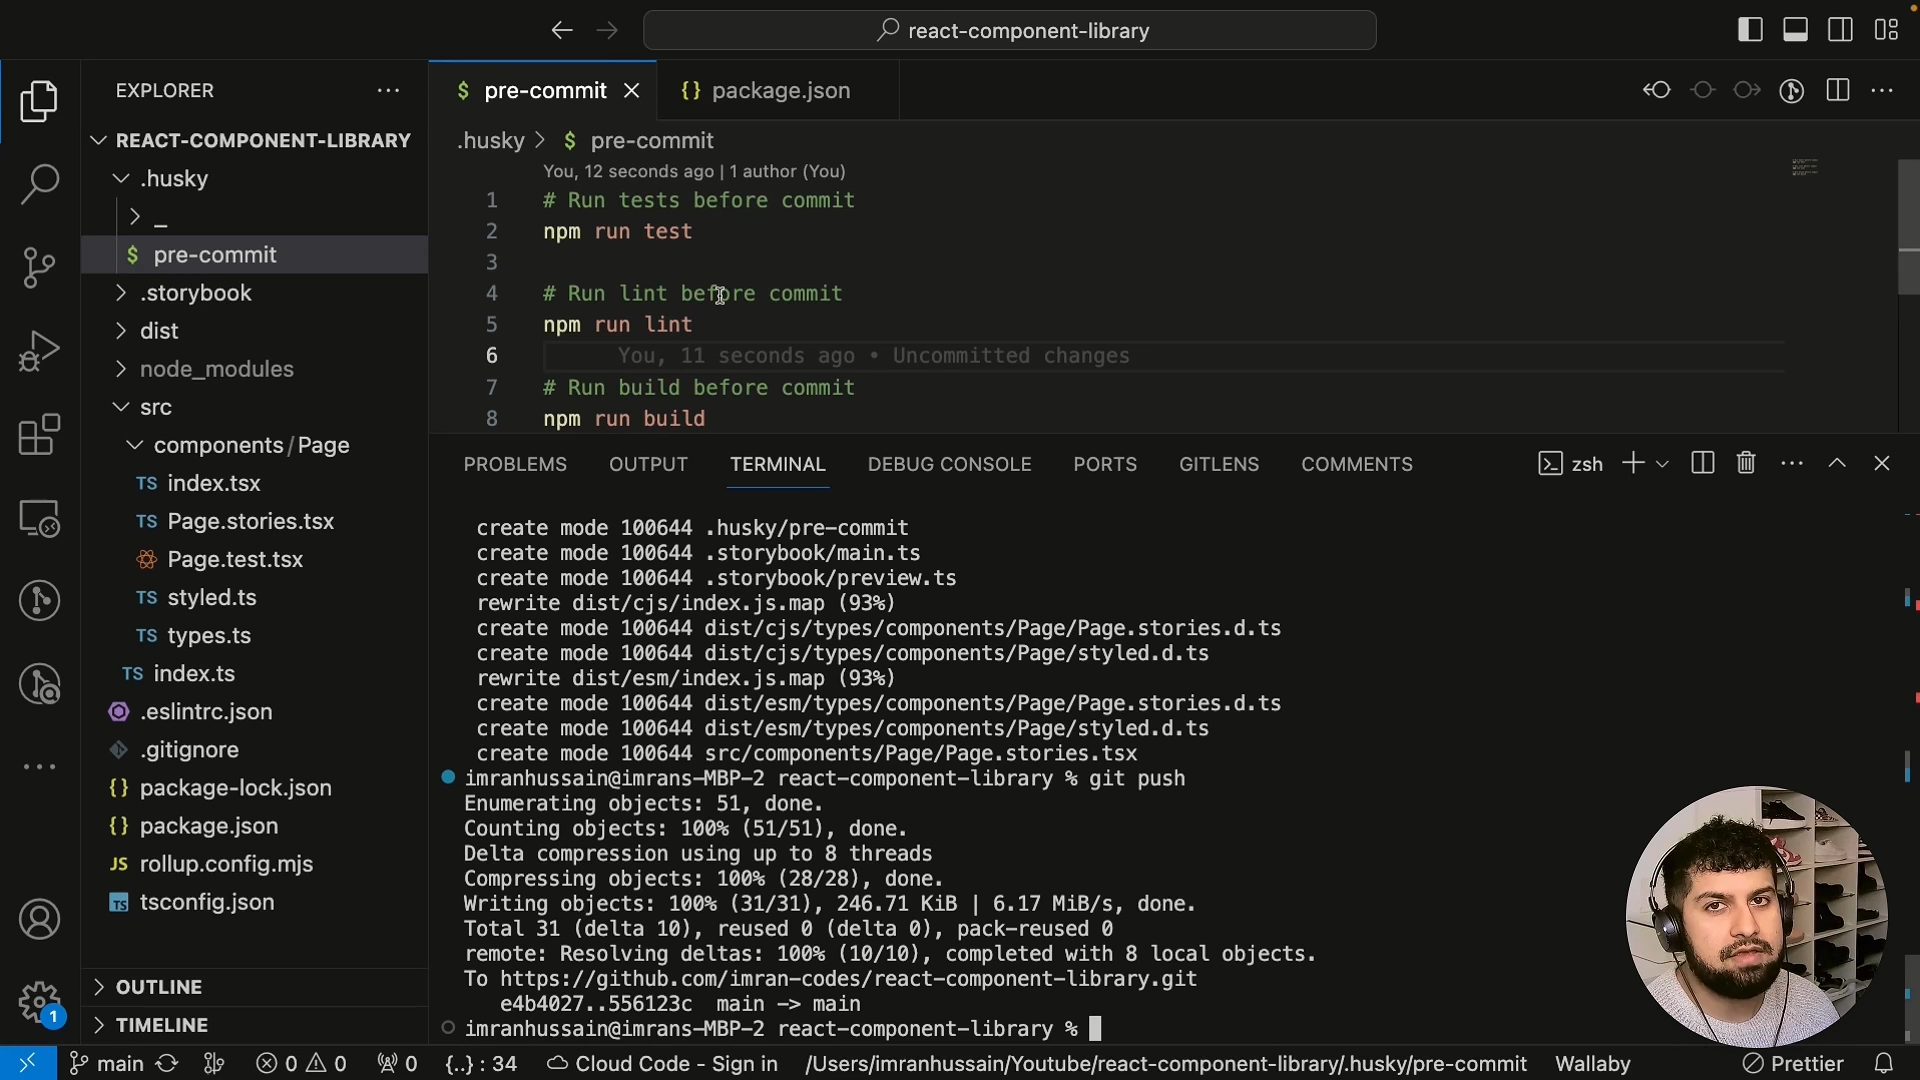 react-component-library
EXPLORER
REACT-COMPONENT-LIBRARY
.husky
_
pre-commit
.storybook
dist
node_modules
src
components/Page
TS index.tsx
TS Page.stories.tsx
Page.test.tsx
TS styled.ts
TS types.ts
TS index.ts
.eslintrc.json
.gitignore
{} package-lock.json
{} package.json
JS rollup.config.mjs
TS tsconfig.json
OUTLINE
TIMELINE
1
$ pre-commit
{} package.json
.husky > $ pre-commit
You, 12 seconds ago | 1 author (You)
1 # Run tests before commit
2 npm run test
3
4 # Run lint before commit
5 npm run lint
6 You, 11 seconds ago • Uncommitted changes
7 # Run build before commit
8 npm run build
PROBLEMS OUTPUT TERMINAL DEBUG CONSOLE PORTS GITLENS COMMENTS zsh
create mode 100644 .husky/pre-commit
create mode 100644 .storybook/main.ts
create mode 100644 .storybook/preview.ts
rewrite dist/cjs/index.js.map (93%)
create mode 100644 dist/cjs/types/components/Page/Page.stories.d.ts
create mode 100644 dist/cjs/types/components/Page/styled.d.ts
rewrite dist/esm/index.js.map (93%)
create mode 100644 dist/esm/types/components/Page/Page.stories.d.ts
create mode 100644 dist/esm/types/components/Page/styled.d.ts
create mode 100644 src/components/Page/Page.stories.tsx
imranhussain@imrans-MBP-2 react-component-library % git push
Enumerating objects: 51, done.
Counting objects: 100% (51/51), done.
Delta compression using up to 8 threads
Compressing objects: 100% (28/28), done.
Writing objects: 100% (31/31), 246.71 KiB | 6.17 MiB/s, done.
Total 31 (delta 10), reused 0 (delta 0), pack-reused 0
remote: Resolving deltas: 100% (10/10), completed with 8 local objects.
To https://github.com/imran-codes/react-component-library.git
e4b4027..556123c main -> main
imranhussain@imrans-MBP-2 react-component-library %
main 0 0 0 {..} : 34 Cloud Code - Sign in /Users/imranhussain/Youtube/react-component-library/.husky/pre-commit Wallaby Prettier